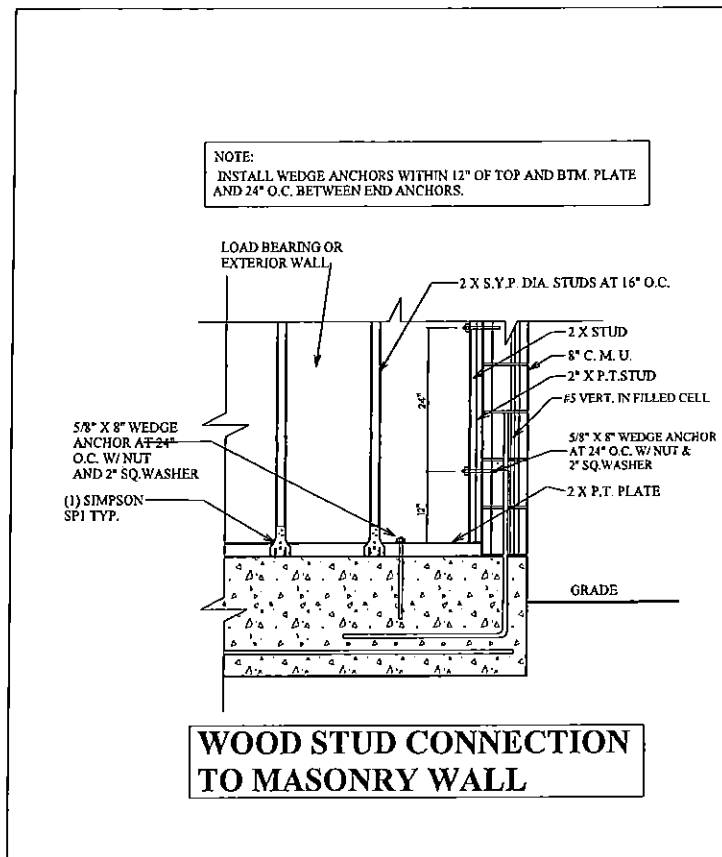 NOTE:
INSTALL WEDGE ANCHORS WITHIN 12" OF TOP AND BTM. PLATE
AND 24" O.C. BETWEEN END ANCHORS.
LOAD BEARING OR
EXTERIOR WALL
2 X S.Y.P. DIA. STUDS AT 16" O.C.
2 X STUD
8" C. M. U.
2" X P.T.STUD
#5 VERT. IN FILLED CELL
24"
5/8" X 8" WEDGE
ANCHOR AT 24"
O.C. W/ NUT
AND 2" SQ.WASHER
5/8" X 8" WEDGE ANCHOR
AT 24" O.C. W/ NUT &
2" SQ.WASHER
(1) SIMPSON
SP1 TYP.
12"
2 X P.T. PLATE
GRADE
WOOD STUD CONNECTION
TO MASONRY WALL